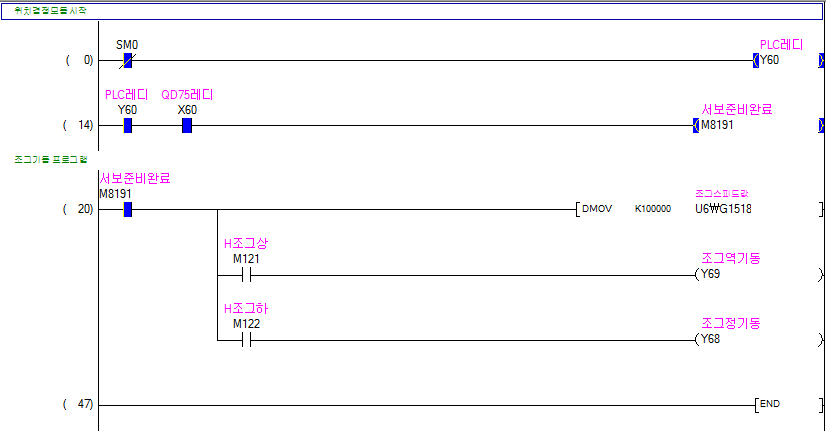 위치결정모듈 시작
SM0
PLC레디
( 0)
Y60
PLC레디 QD75레디
Y60 X60
서보준비완료
( 14)
M8191
조그기동 프로그램
서보준비완료
M8191
조그스피드값
( 20)
DMOV K100000 U6₩G1518
H조그상
M121
조그역기동
Y69
H조그하
M122
조그정기동
Y68
( 47)
END